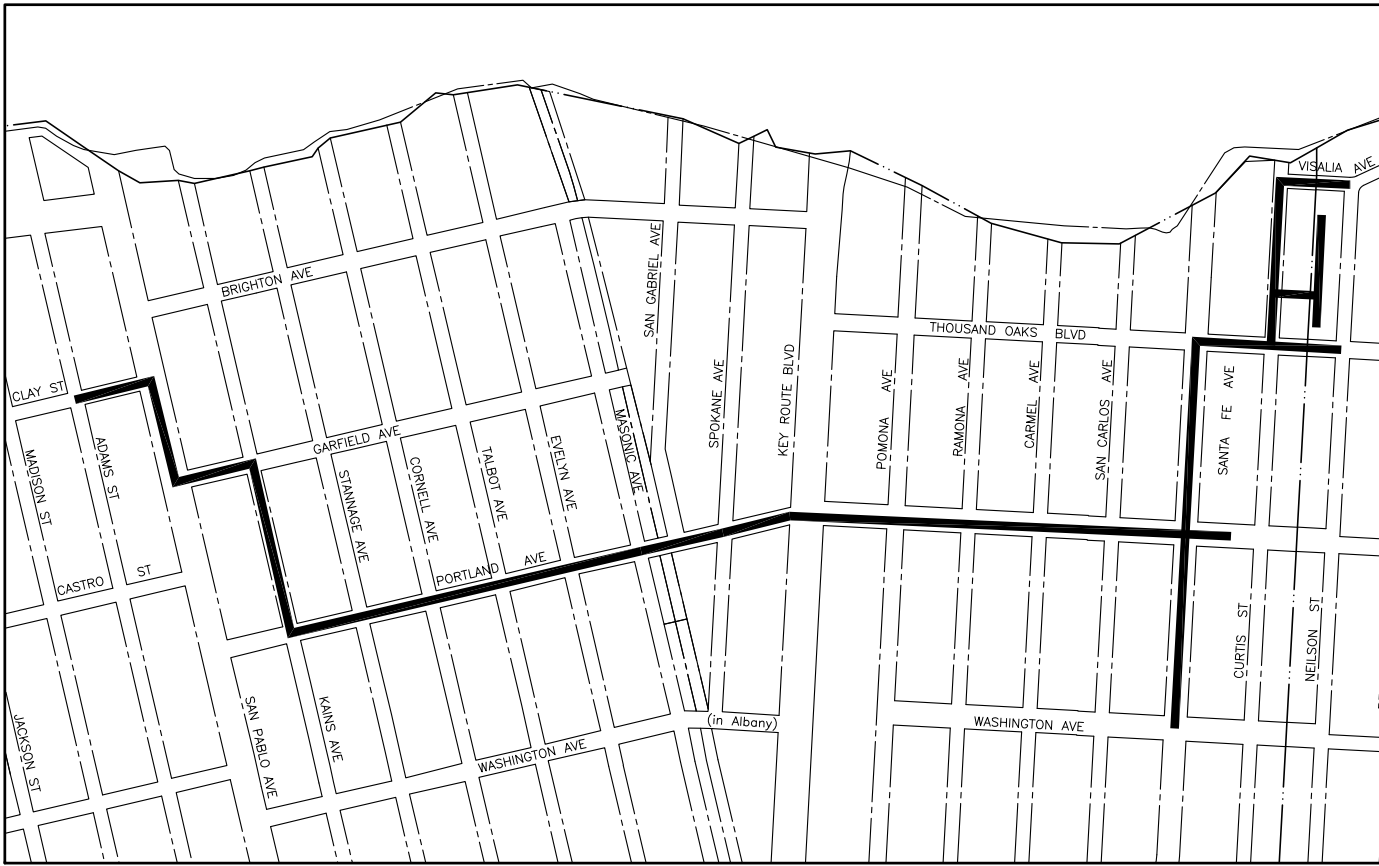 VISALIA AVE
BRIGHTON AVE
SAN GABRIEL AVE
THOUSAND OAKS BLVD
CLAY ST
MADISON ST
ADAMS ST
GARFIELD AVE
STANNAGE AVE
CORNELL AVE
TALBOT AVE
EVELYN AVE
MASONIC AVE
SPOKANE AVE
KEY ROUTE BLVD
POMONA AVE
RAMONA AVE
CARMEL AVE
SAN CARLOS AVE
SANTA FE AVE
CASTRO ST
PORTLAND AVE
CURTIS ST
NEILSON ST
JACKSON ST
SAN PABLO AVE
KAINS AVE
WASHINGTON AVE
(in Albany)
WASHINGTON AVE